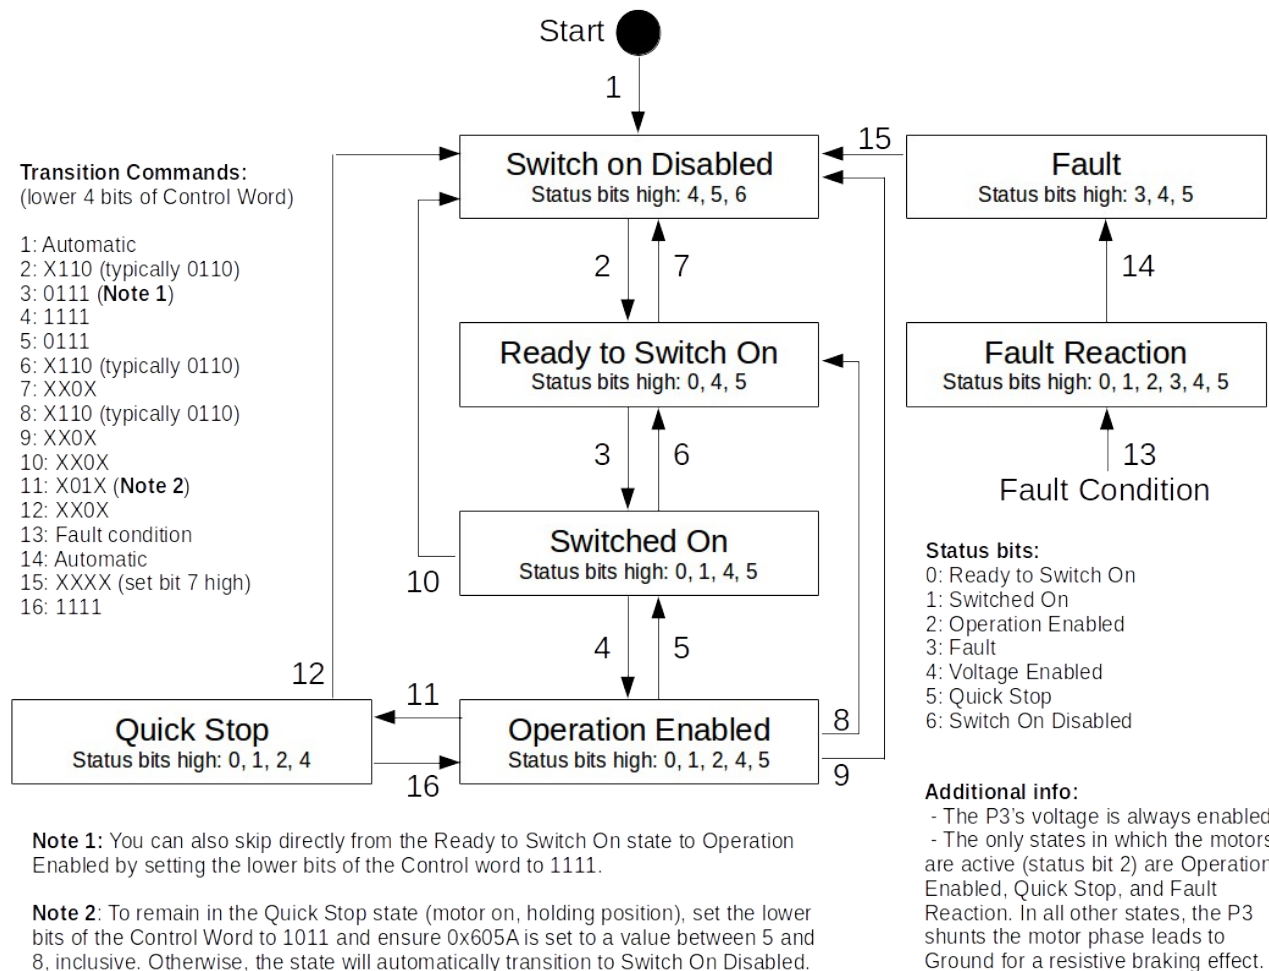 Start
1
Switch on Disabled
Status bits high: 4, 5, 6
15
Fault
Status bits high: 3, 4, 5
Transition Commands:
(lower 4 bits of Control Word)
1: Automatic
2: X110 (typically 0110)
3: 0111 (Note 1)
4: 1111
5: 0111
6: X110 (typically 0110)
7: XX0X
8: X110 (typically 0110)
9: XX0X
10: XX0X
11: X01X (Note 2)
12: XX0X
13: Fault condition
14: Automatic
15: XXXX (set bit 7 high)
16: 1111
2
7
14
Ready to Switch On
Status bits high: 0, 4, 5
Fault Reaction
Status bits high: 0, 1, 2, 3, 4, 5
3
6
13
Fault Condition
Switched On
Status bits high: 0, 1, 4, 5
10
4
5
12
11
Quick Stop
Status bits high: 0, 1, 2, 4
16
Operation Enabled
Status bits high: 0, 1, 2, 4, 5
8
9
Status bits:
0: Ready to Switch On
1: Switched On
2: Operation Enabled
3: Fault
4: Voltage Enabled
5: Quick Stop
6: Switch On Disabled
Note 1: You can also skip directly from the Ready to Switch On state to Operation
Enabled by setting the lower bits of the Control word to 1111.
Note 2: To remain in the Quick Stop state (motor on, holding position), set the lower
bits of the Control Word to 1011 and ensure 0x605A is set to a value between 5 and
8, inclusive. Otherwise, the state will automatically transition to Switch On Disabled.
Additional info:
- The P3's voltage is always enabled
- The only states in which the motors
are active (status bit 2) are Operation
Enabled, Quick Stop, and Fault
Reaction. In all other states, the P3
shunts the motor phase leads to
Ground for a resistive braking effect.